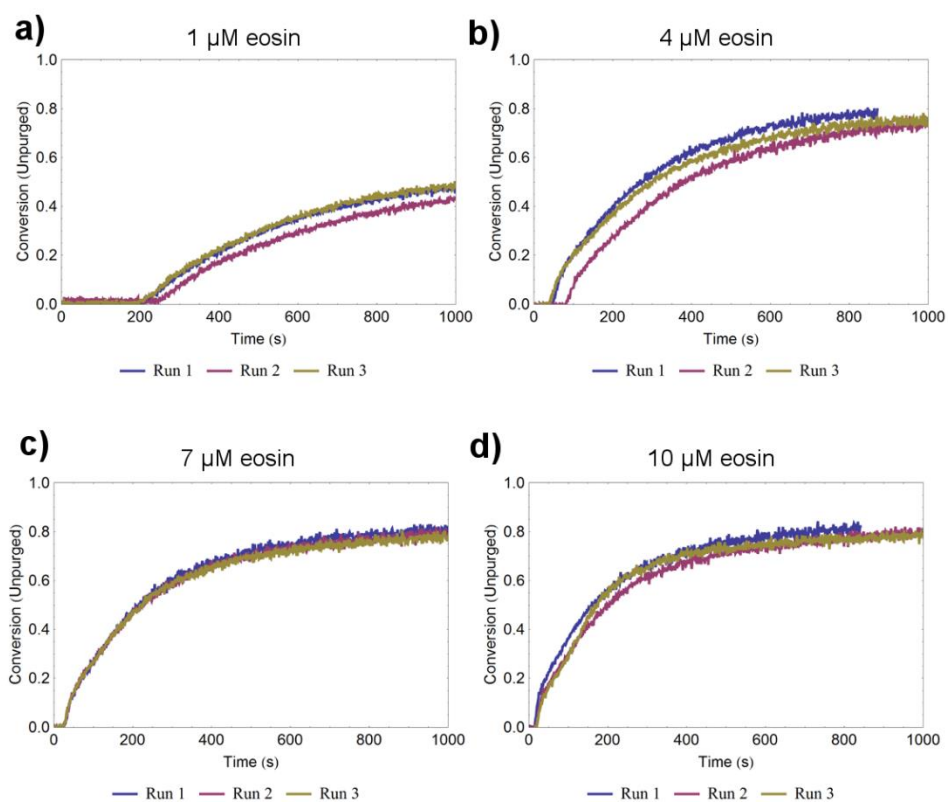 a)
1 µM eosin
Conversion (Unpurged)
1.0
0.8
0.6
0.4
0.2
0.0
0 200 400 600 800 1000
Time (s)
Run 1 Run 2 Run 3
b)
4 µM eosin
Conversion (Unpurged)
1.0
0.8
0.6
0.4
0.2
0.0
0 200 400 600 800 1000
Time (s)
Run 1 Run 2 Run 3
c)
7 µM eosin
Conversion (Unpurged)
1.0
0.8
0.6
0.4
0.2
0.0
0 200 400 600 800 1000
Time (s)
Run 1 Run 2 Run 3
d)
10 µM eosin
Conversion (Unpurged)
1.0
0.8
0.6
0.4
0.2
0.0
0 200 400 600 800 1000
Time (s)
Run 1 Run 2 Run 3